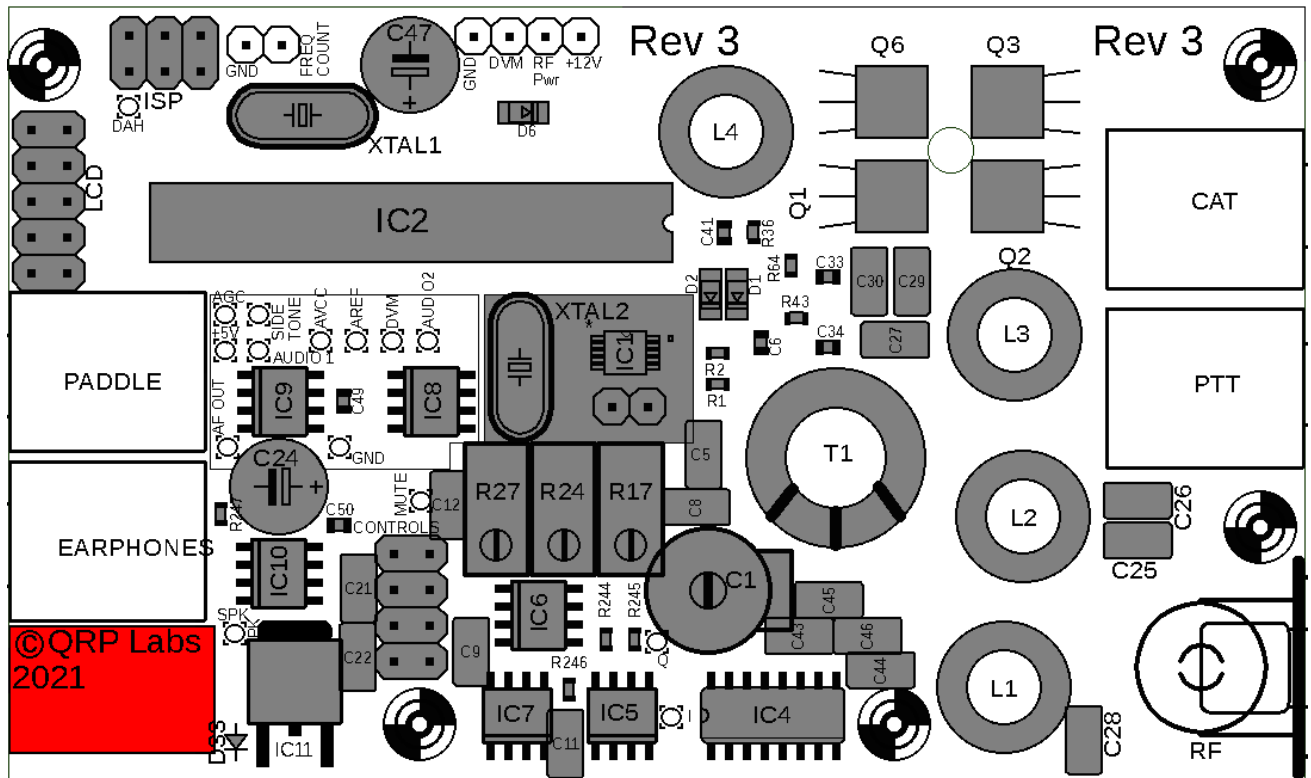 C47
Rev 3
Rev 3
GND
FREQ
COUNT
GND
DVM
RF
Pwr
+12V
Q6
Q3
ISP
DAH
XTAL1
D6
L4
LCD
IC2
Q1
CAT
C41
R36
Q2
R64
C33
C30
C29
D2
D1
AGC
SIDE
TONE
AVCC
AREF
DVM
AUDIO2
XTAL2
*
IC1
R43
C34
C27
L3
+5V
AUDIO 1
C6
R2
R1
PADDLE
PTT
IC9
C49
IC8
AF OUT
GND
C24
+
T1
C5
R27
R24
R17
C8
MUTE
C12
R247
C50
CONTROLS
L2
C26
C25
EARPHONES
IC10
C21
C1
IC6
R244
R245
C45
C43
C46
C44
SPK
Q
©QRP Labs
2021
C22
C9
R246
L1
IC7
IC5
I
IC4
C11
C28
RF
D33
IC11